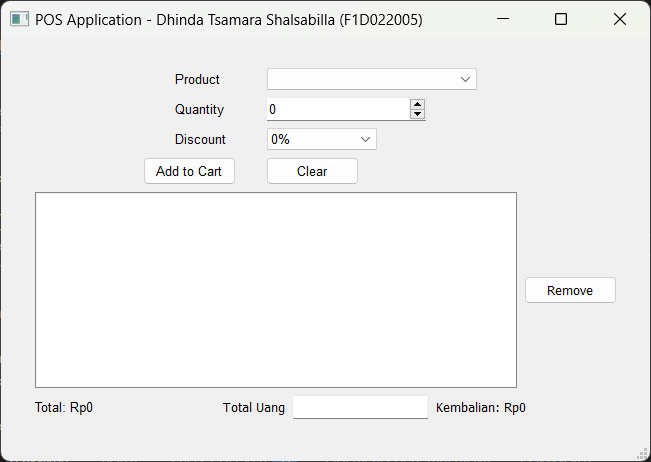 POS Application - Dhinda Tsamara Shalsabilla (F1D022005)
Product
Quantity 0
Discount 0%
Add to Cart Clear
Remove
Total: Rp0 Total Uang Kembalian: Rp0